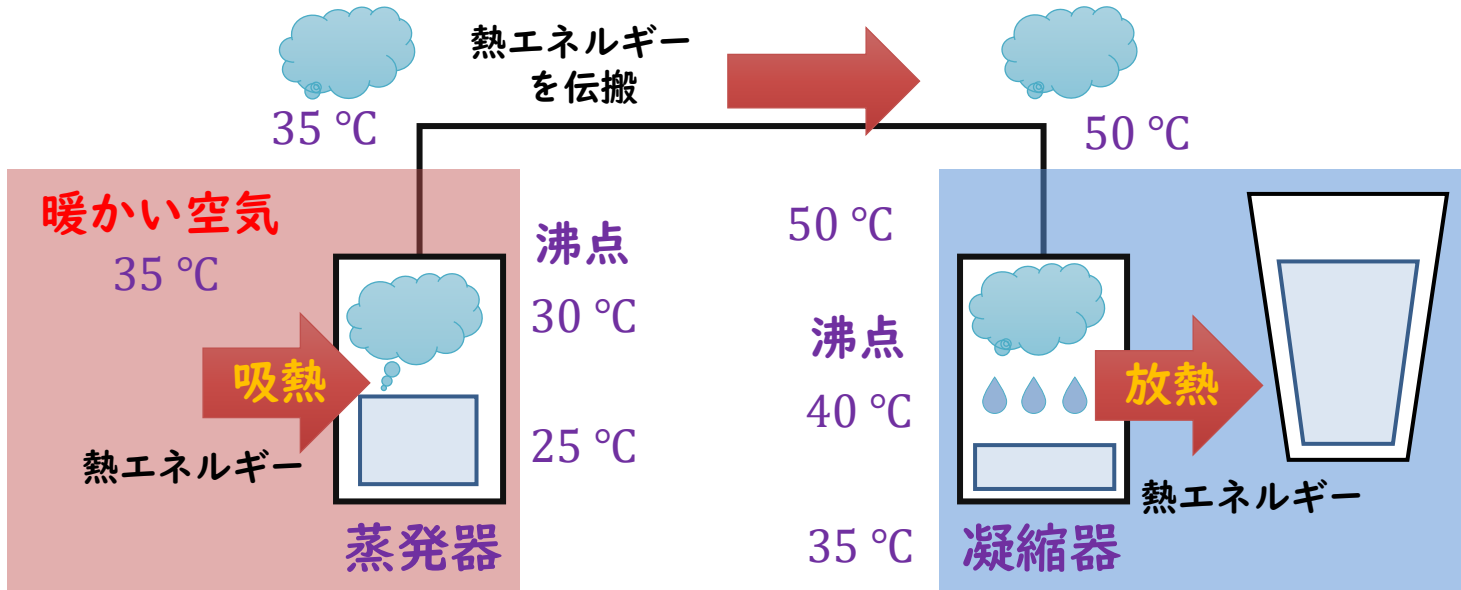 熱エネルギー
を伝搬
35 ℃
50 ℃
暖かい空気
35 ℃
吸熱
熱エネルギー
沸点
30 ℃
25 ℃
蒸発器
50 ℃
沸点
40 ℃
35 ℃
放熱
熱エネルギー
凝縮器